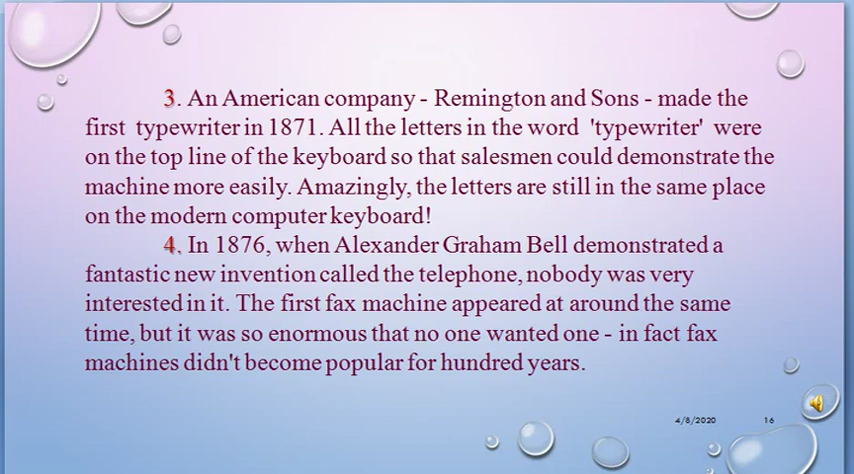 3. An American company - Remington and Sons - made the
first typewriter in 1871. All the letters in the word 'typewriter' were
on the top line of the keyboard so that salesmen could demonstrate the
machine more easily. Amazingly, the letters are still in the same place
on the modern computer keyboard!
4. In 1876, when Alexander Graham Bell demonstrated a
fantastic new invention called the telephone, nobody was very
interested in it. The first fax machine appeared at around the same
time, but it was so enormous that no one wanted one - in fact fax
machines didn't become popular for hundred years.
4/8/2020 16